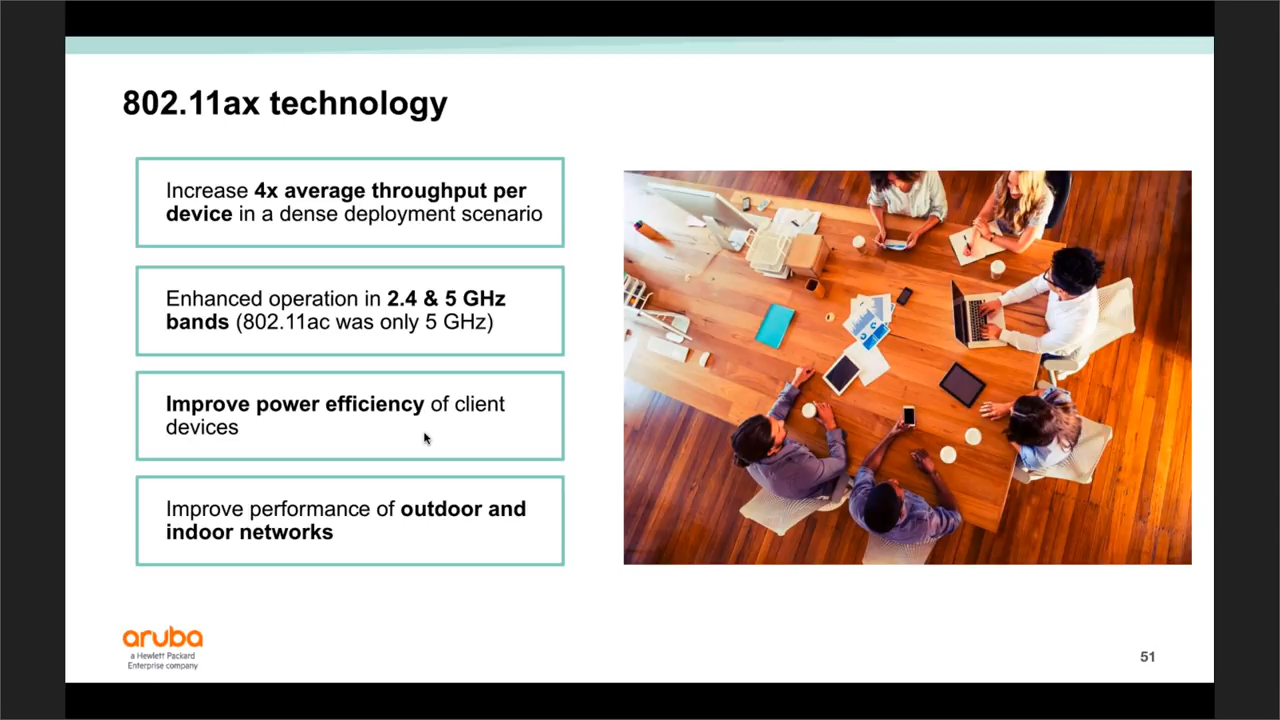 802.11ax technology
Increase 4x average throughput per
device in a dense deployment scenario
Enhanced operation in 2.4 & 5 GHz
bands (802.11ac was only 5 GHz)
Improve power efficiency of client
devices
Improve performance of outdoor and
indoor networks
aruba
a Hewlett Packard
Enterprise company
51